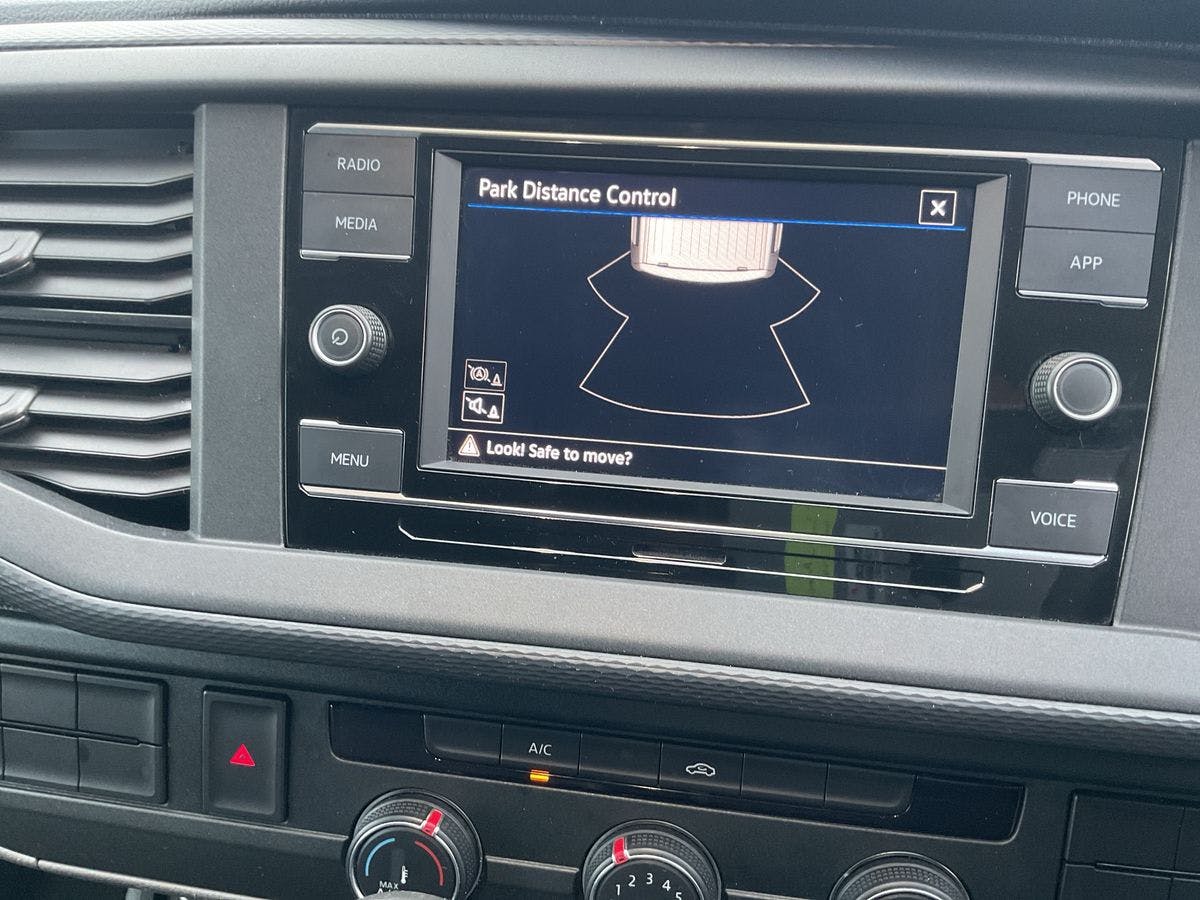 RADIO
MEDIA
MENU
Park Distance Control
X
A
Look! Safe to move?
PHONE
APP
VOICE
A/C
MAX
1 2 3 4 5